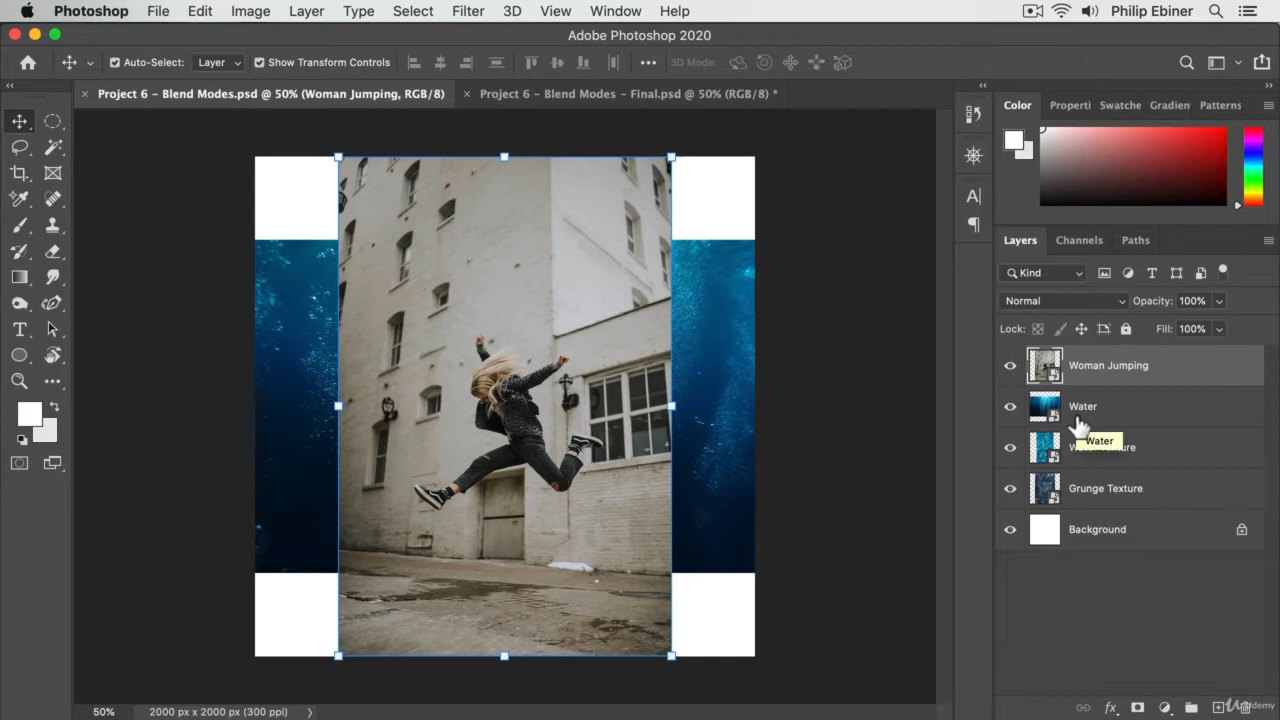 Photoshop File Edit Image Layer Type Select Filter 3D View Window Help Philip Ebiner
Adobe Photoshop 2020
Auto-Select: Layer Show Transform Controls 3D Mode:
× Project 6 – Blend Modes.psd @ 50% (Woman Jumping, RGB/8) × Project 6 – Blend Modes – Final.psd @ 50% (RGB/8) *
Color Properti Swatche Gradien Patterns
Layers Channels Paths
Kind
Normal Opacity: 100%
Lock: Fill: 100%
Woman Jumping
Water
Water
Grunge Texture
Background
50% 2000 px x 2000 px (300 ppi)